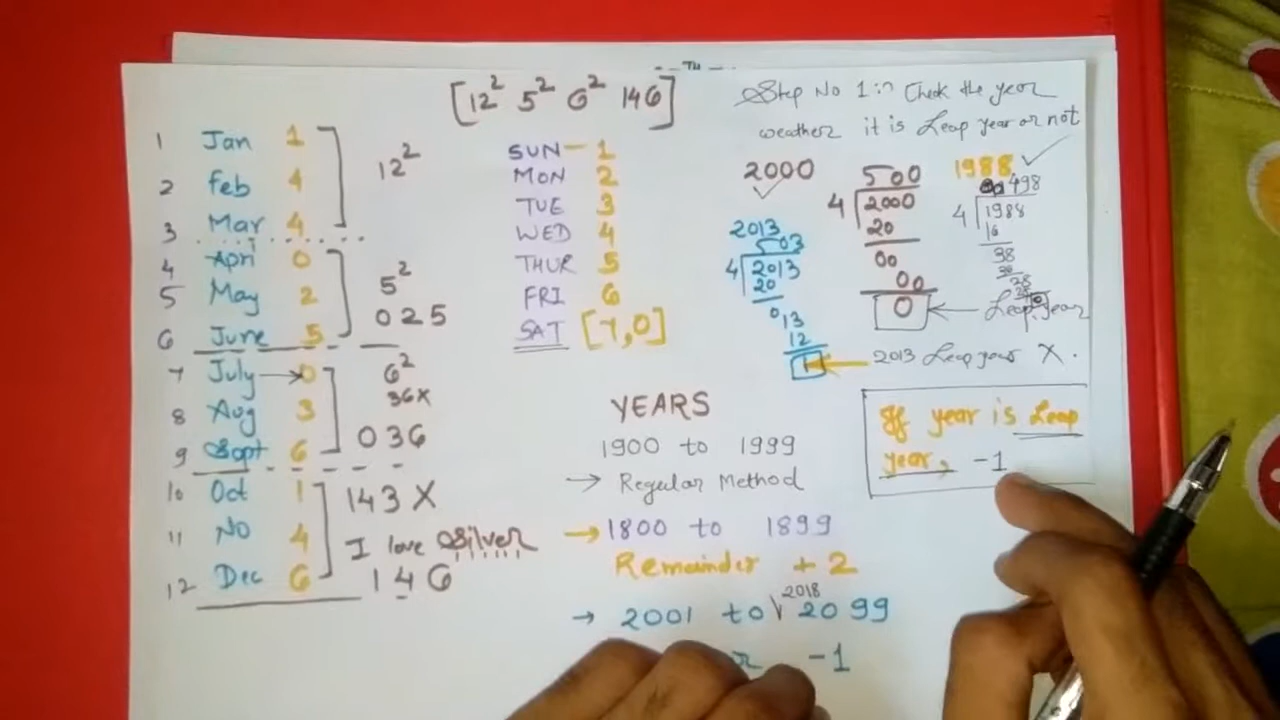 [12² 5² 6² 146]
1 Jan 1
2 Feb 4
3 Mar 4
12²
4 April 0
5 May 2
6 June 5
5²
025
7 July → 0
8 Aug 3
9 Sept 6
6²
36X
036
10 Oct 1
11 No 4
12 Dec 6
143 X
I love Silver
146
SUN - 1
MON 2
TUE 3
WED 4
THUR 5
FRI 6
SAT [7,0]
YEARS
1900 to 1999
→ Regular Method
→ 1800 to 1899
Remainder + 2
2018
→ 2001 to √ 2099
-1
Step No 1:- Check the year
weather it is Leap year or not
2000 ✓
2013
503
4 2013
20
013
12
1
500
4 2000
20
00
00
0 ← Leap year
1988 ✓
498
4 1988
16
38
← 2013 Leap year X.
If year is Leap
year, -1